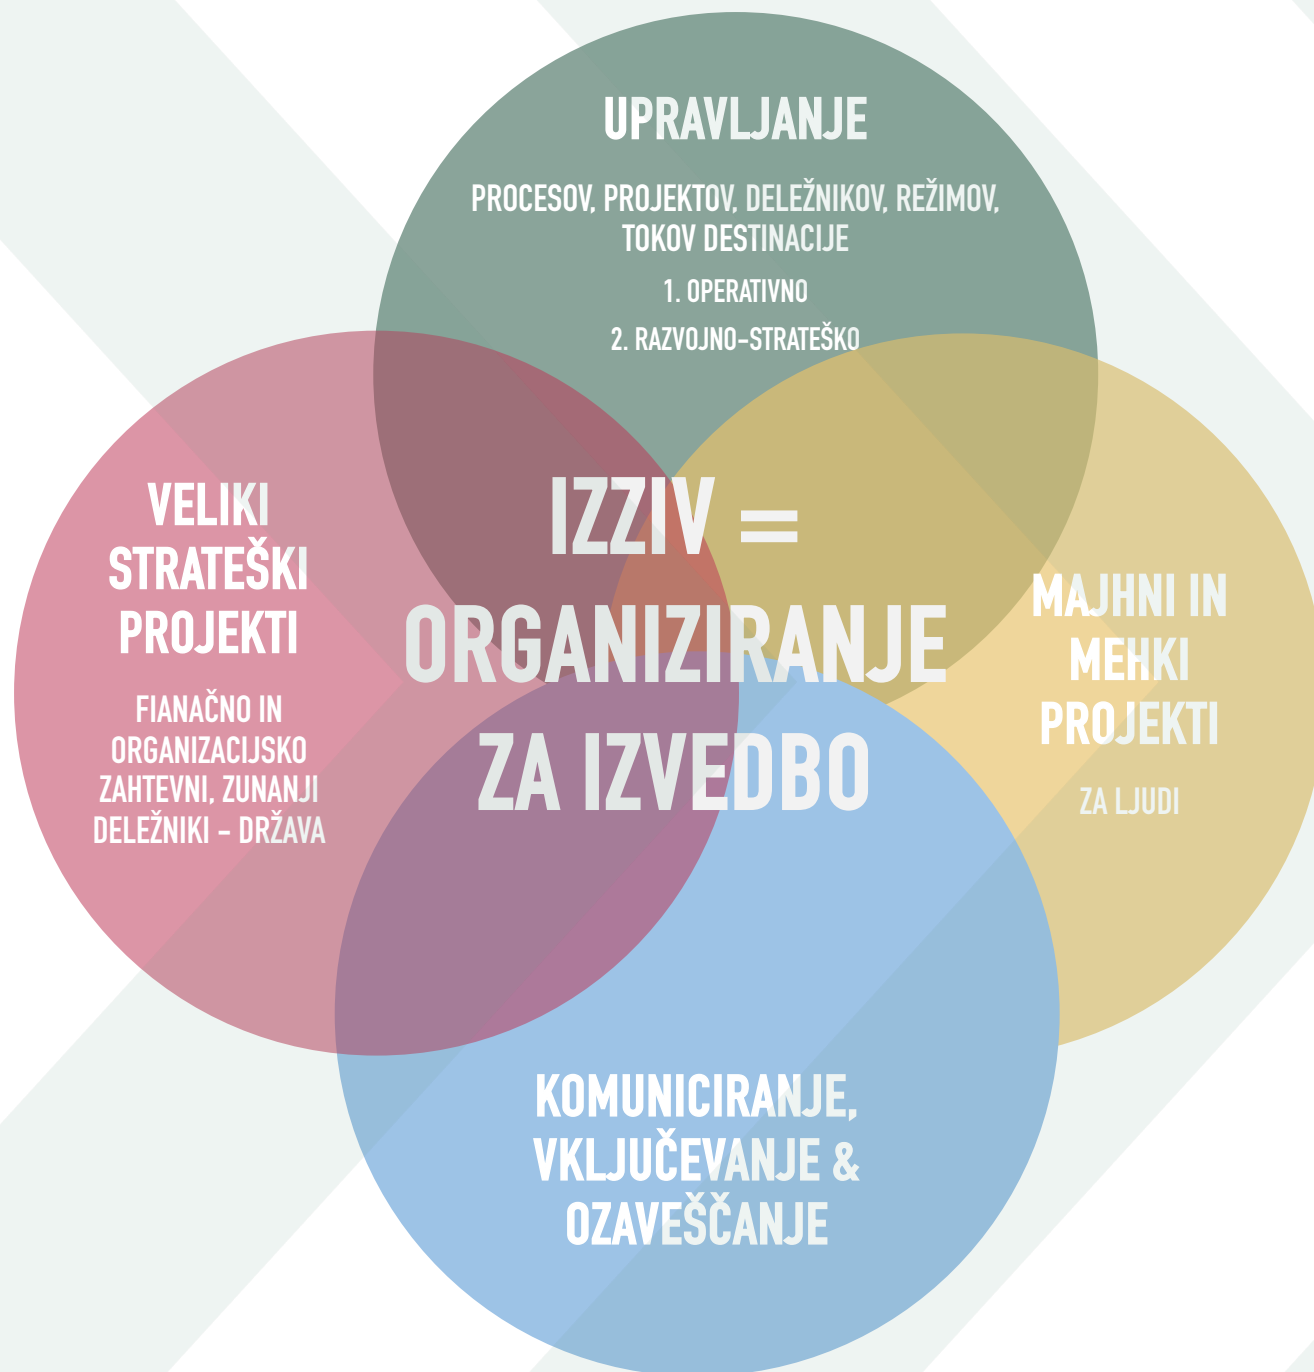 UPRAVLJANJE
PROCESOV, PROJEKTOV, DELEŽNIKOV, REŽIMOV,
TOKOV DESTINACIJE
1. OPERATIVNO
2. RAZVOJNO-STRATEŠKO
VELIKI
STRATEŠKI
PROJEKTI
FIANAČNO IN
ORGANIZACIJSKO
ZAHTEVNI, ZUNANJI
DELEŽNIKI - DRŽAVA
IZZIV =
ORGANIZIRANJE
ZA IZVEDBO
MAJHNI IN
MEHKI
PROJEKTI
ZA LJUDI
KOMUNICIRANJE,
VKLJUČEVANJE &
OZAVEŠČANJE